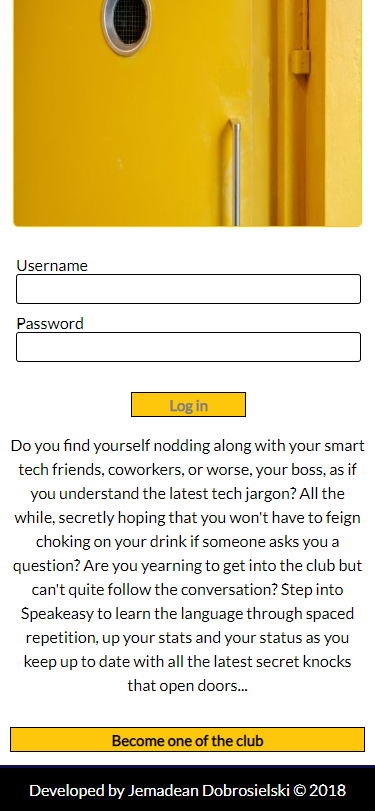 Username
Password
Log in
Do you find yourself nodding along with your smart
tech friends, coworkers, or worse, your boss, as if
you understand the latest tech jargon? All the
while, secretly hoping that you won't have to feign
choking on your drink if someone asks you a
question? Are you yearning to get into the club but
can't quite follow the conversation? Step into
Speakeasy to learn the language through spaced
repetition, up your stats and your status as you
keep up to date with all the latest secret knocks
that open doors...
Become one of the club
Developed by Jemadean Dobrosielski © 2018